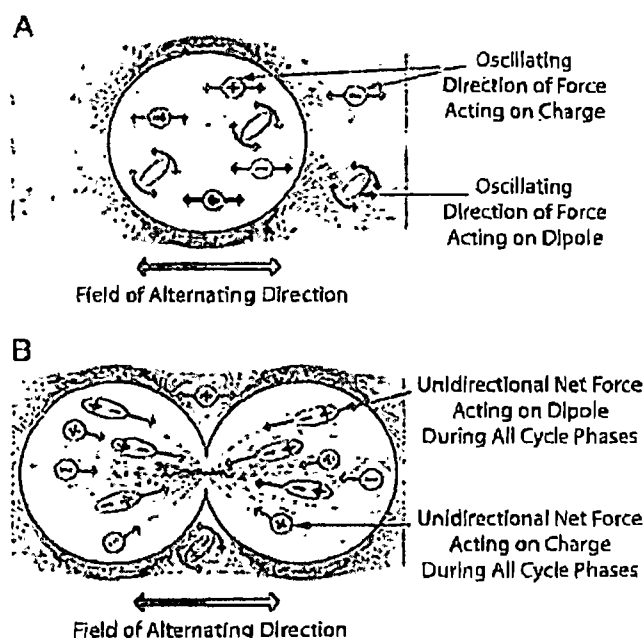 A
Oscillating
Direction of Force
Acting on Charge
Oscillating
Direction of Force
Acting on Dipole
Field of Alternating Direction
B
Unidirectional Net Force
Acting on Dipole
During All Cycle Phases
Unidirectional Net Force
Acting on Charge
During All Cycle Phases
Field of Alternating Direction